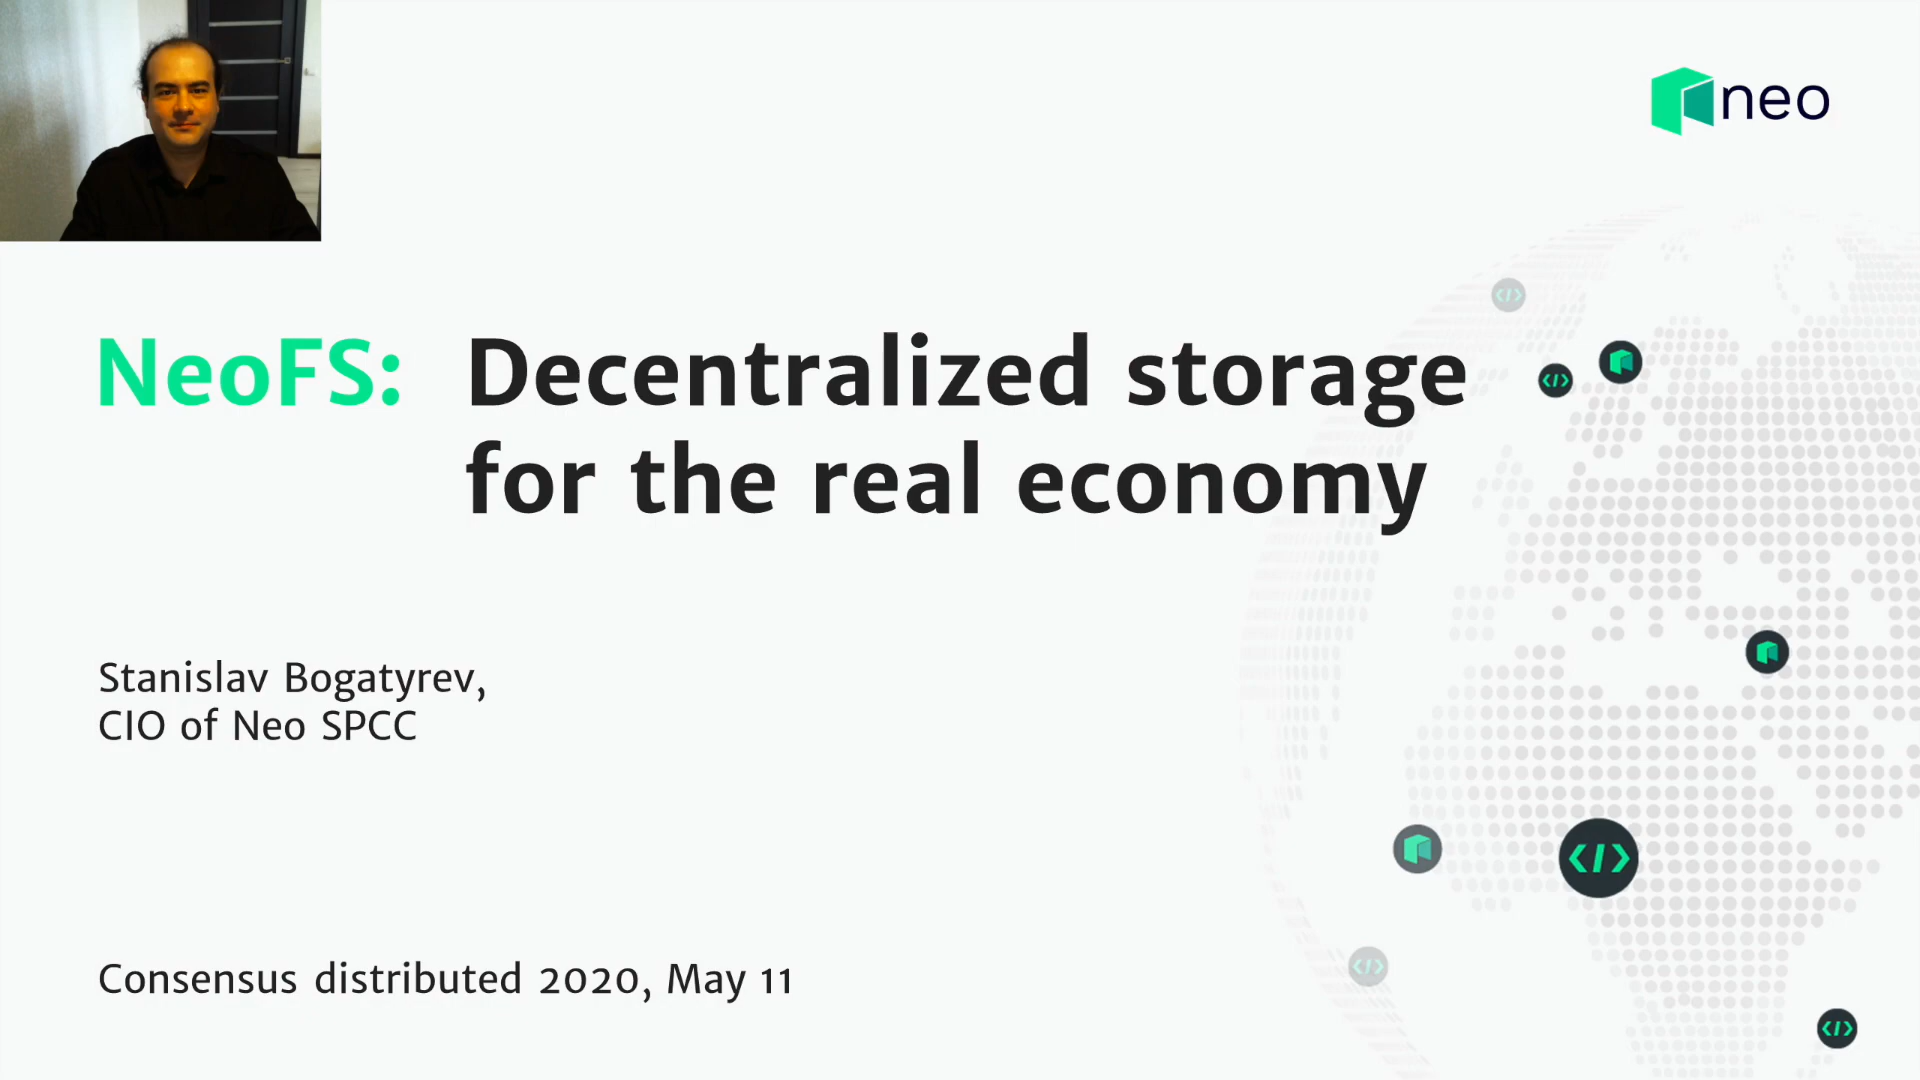 neo
NeoFS: Decentralized storage
for the real economy
Stanislav Bogatyrev,
CIO of Neo SPCC
Consensus distributed 2020, May 11